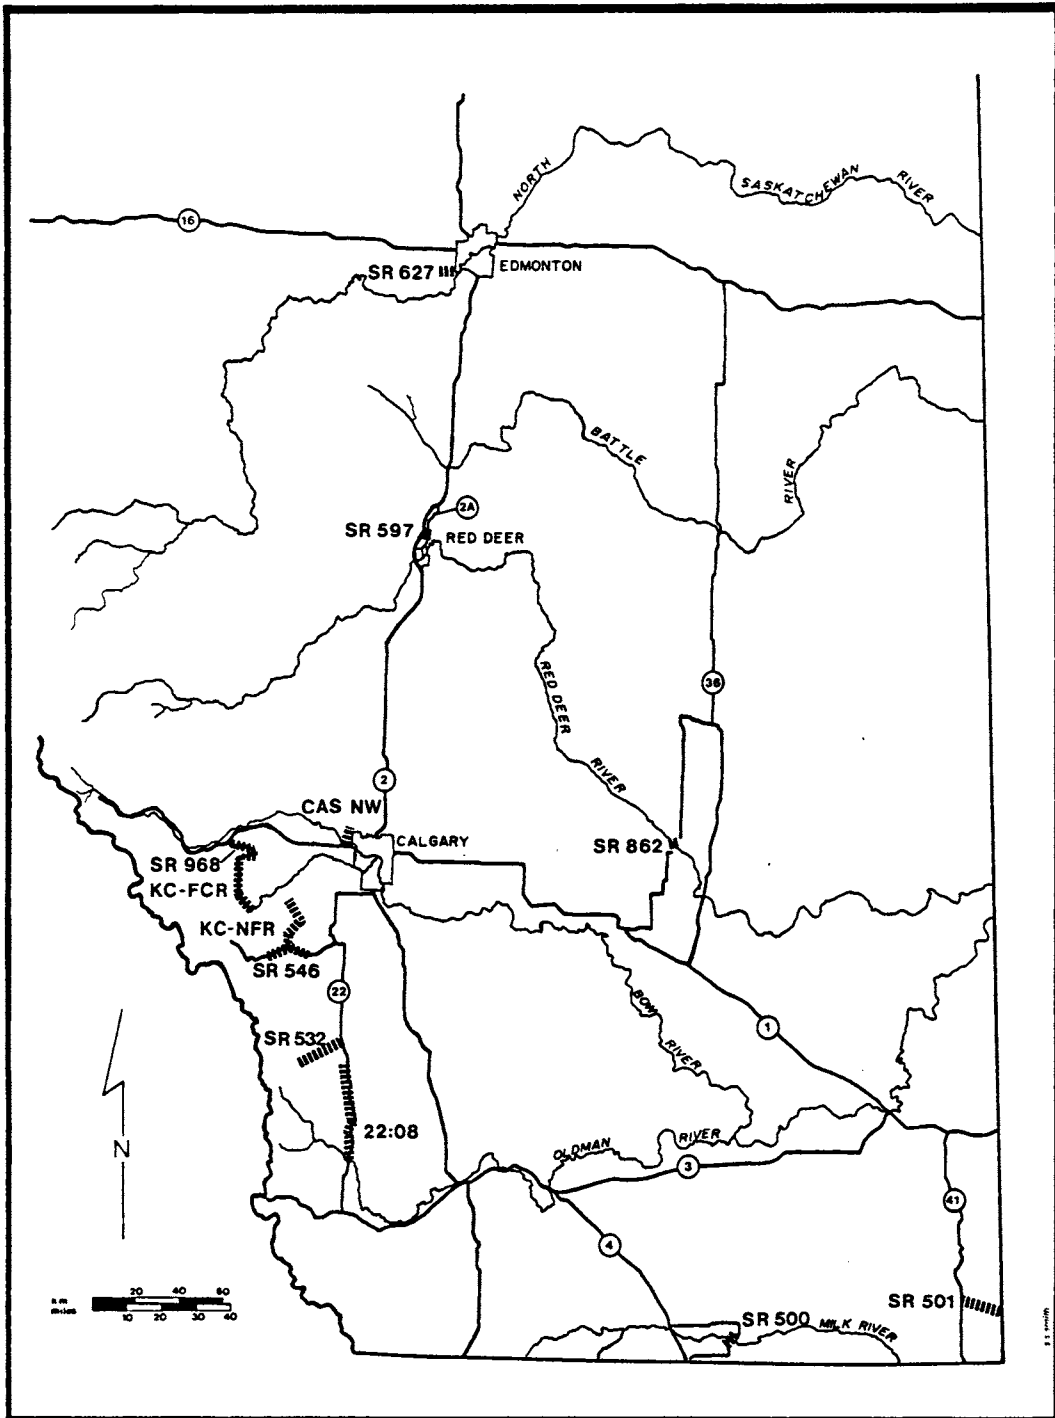 NORTH
SASKATCHEWAN
RIVER
16
SR 627
EDMONTON
BATTLE
RIVER
2A
SR 597
RED DEER
RED DEER
RIVER
36
2
CAS NW
CALGARY
SR 862
SR 968
KC-FCR
KC-NFR
SR 546
22
BOW
RIVER
1
SR 532
22:08
N
OLDMAN
RIVER
3
41
4
km
20 40 60
miles
10 20 30 40
SR 501
SR 500
MILK RIVER